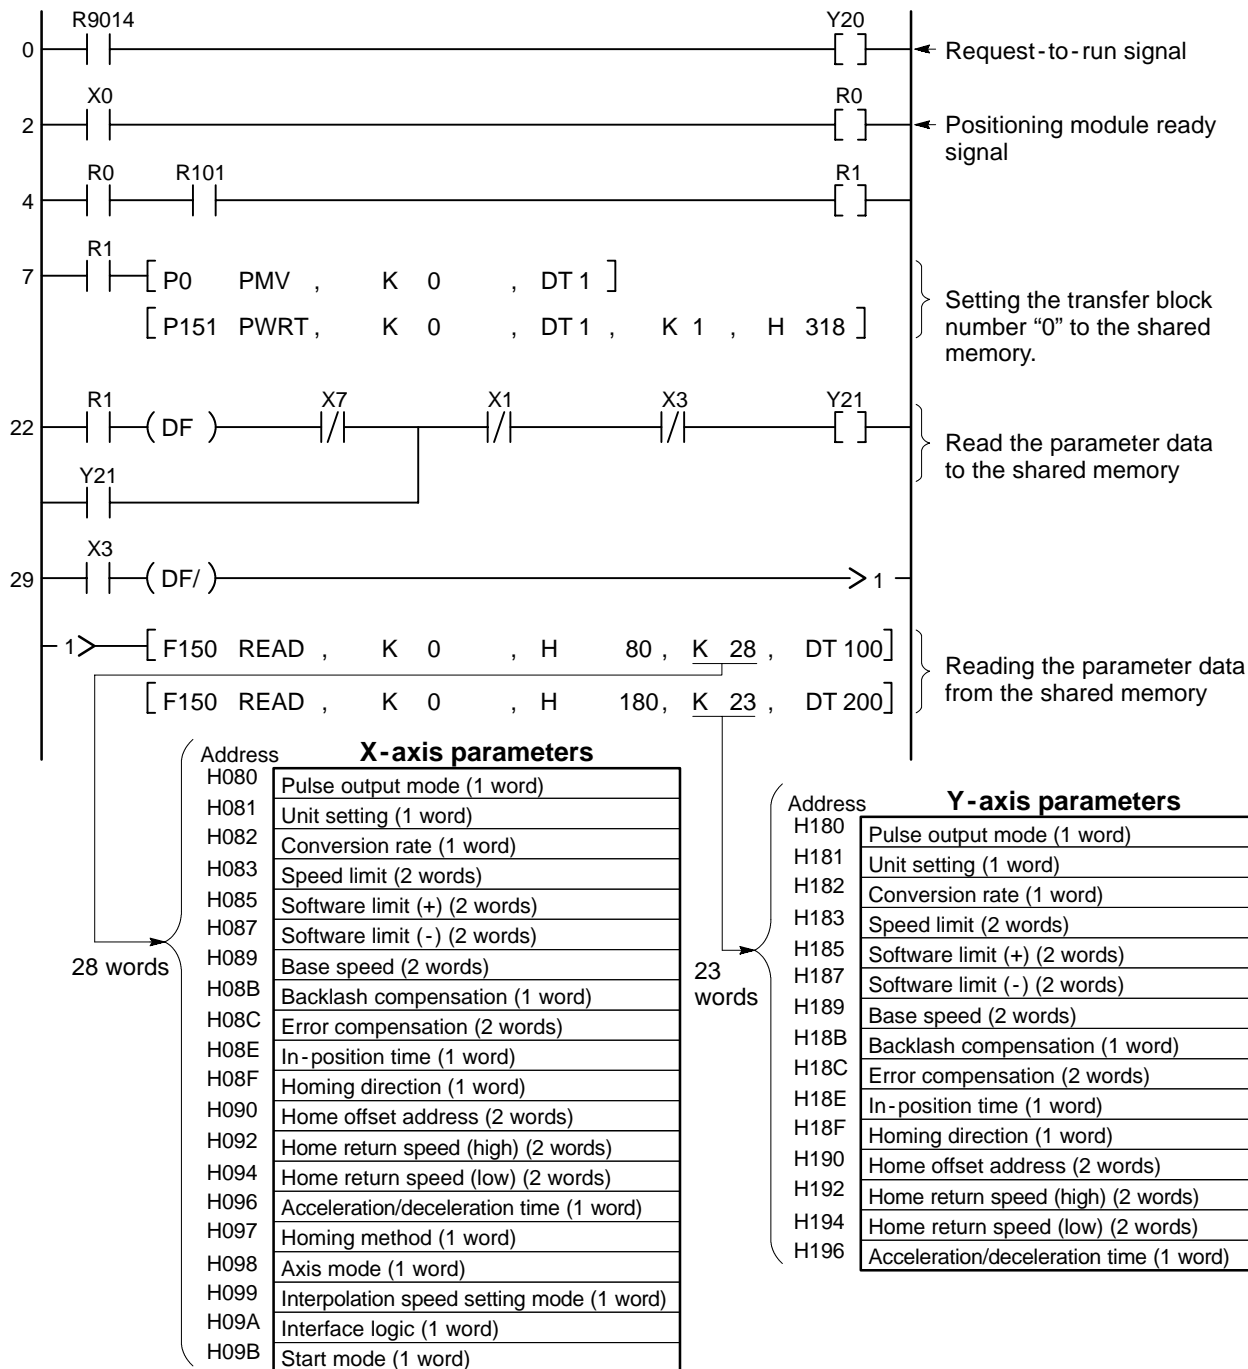 R9014 Y20
0 Request-to-run signal
X0 R0
2 Positioning module ready
signal
R0 R101 R1
4
R1
7 [P0 PMV , K 0 , DT 1 ]
[P151 PWRT, K 0 , DT 1 , K 1 , H 318 ]
Setting the transfer block
number “0” to the shared
memory.
R1 X7 X1 X3 Y21
22 (DF )
Read the parameter data
to the shared memory
Y21
X3
29 (DF/ ) 1
1 [F150 READ , K 0 , H 80, K 28 , DT 100]
[F150 READ , K 0 , H 180, K 23 , DT 200]
Reading the parameter data
from the shared memory
28 words
Address X-axis parameters
H080 Pulse output mode (1 word)
H081 Unit setting (1 word)
H082 Conversion rate (1 word)
H083 Speed limit (2 words)
H085 Software limit (+) (2 words)
H087 Software limit (-) (2 words)
H089 Base speed (2 words)
H08B Backlash compensation (1 word)
H08C Error compensation (2 words)
H08E In-position time (1 word)
H08F Homing direction (1 word)
H090 Home offset address (2 words)
H092 Home return speed (high) (2 words)
H094 Home return speed (low) (2 words)
H096 Acceleration/deceleration time (1 word)
H097 Homing method (1 word)
H098 Axis mode (1 word)
H099 Interpolation speed setting mode (1 word)
H09A Interface logic (1 word)
H09B Start mode (1 word)
23
words
Address Y-axis parameters
H180 Pulse output mode (1 word)
H181 Unit setting (1 word)
H182 Conversion rate (1 word)
H183 Speed limit (2 words)
H185 Software limit (+) (2 words)
H187 Software limit (-) (2 words)
H189 Base speed (2 words)
H18B Backlash compensation (1 word)
H18C Error compensation (2 words)
H18E In-position time (1 word)
H18F Homing direction (1 word)
H190 Home offset address (2 words)
H192 Home return speed (high) (2 words)
H194 Home return speed (low) (2 words)
H196 Acceleration/deceleration time (1 word)